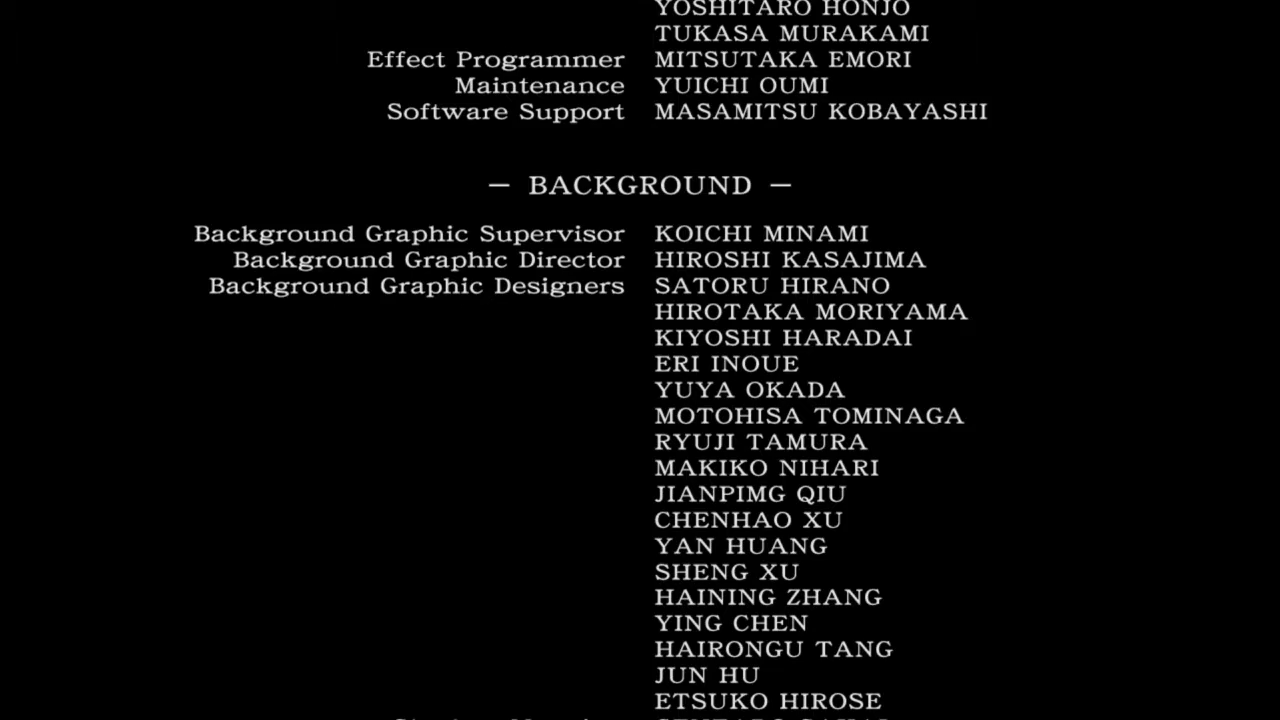 YOSHITARO HONJO
TUKASA MURAKAMI
Effect Programmer MITSUTAKA EMORI
Maintenance YUICHI OUMI
Software Support MASAMITSU KOBAYASHI
— BACKGROUND —
Background Graphic Supervisor KOICHI MINAMI
Background Graphic Director HIROSHI KASAJIMA
Background Graphic Designers SATORU HIRANO
HIROTAKA MORIYAMA
KIYOSHI HARADAI
ERI INOUE
YUYA OKADA
MOTOHISA TOMINAGA
RYUJI TAMURA
MAKIKO NIHARI
JIANPIMG QIU
CHENHAO XU
YAN HUANG
SHENG XU
HAINING ZHANG
YING CHEN
HAIRONGU TANG
JUN HU
ETSUKO HIROSE